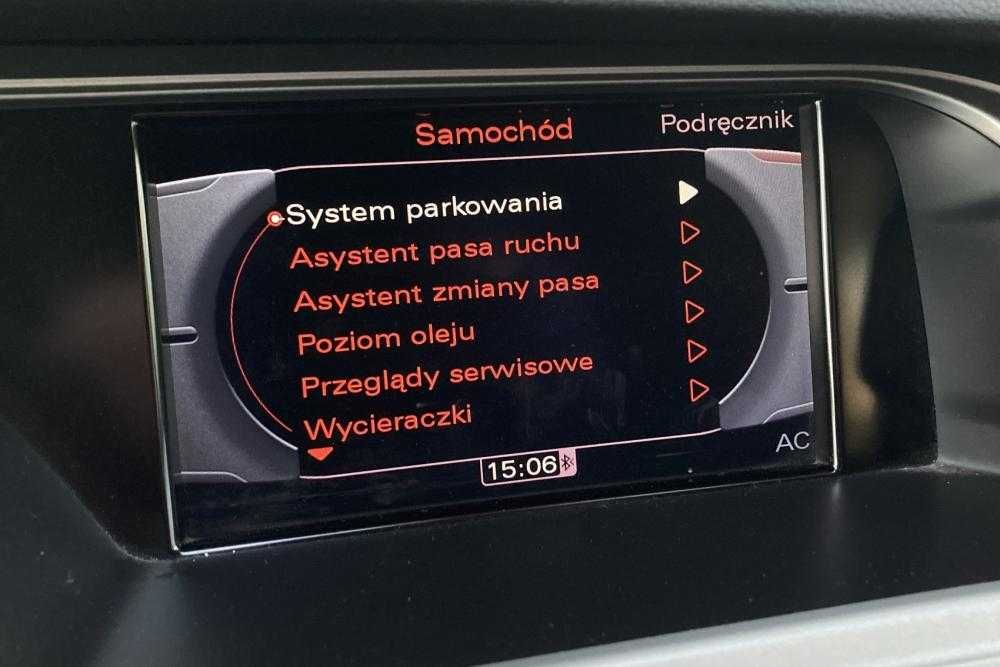 Samochód
Podręcznik
System parkowania
Asystent pasa ruchu
Asystent zmiany pasa
Poziom oleju
Przeglądy serwisowe
Wycieraczki
AC
15:06